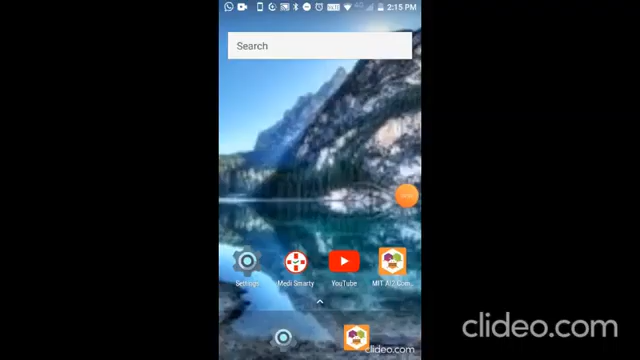 2:15 PM
Search
Settings
Medi Smarty
YouTube
MIT AI2 Com...
clideo.com
clideo.com